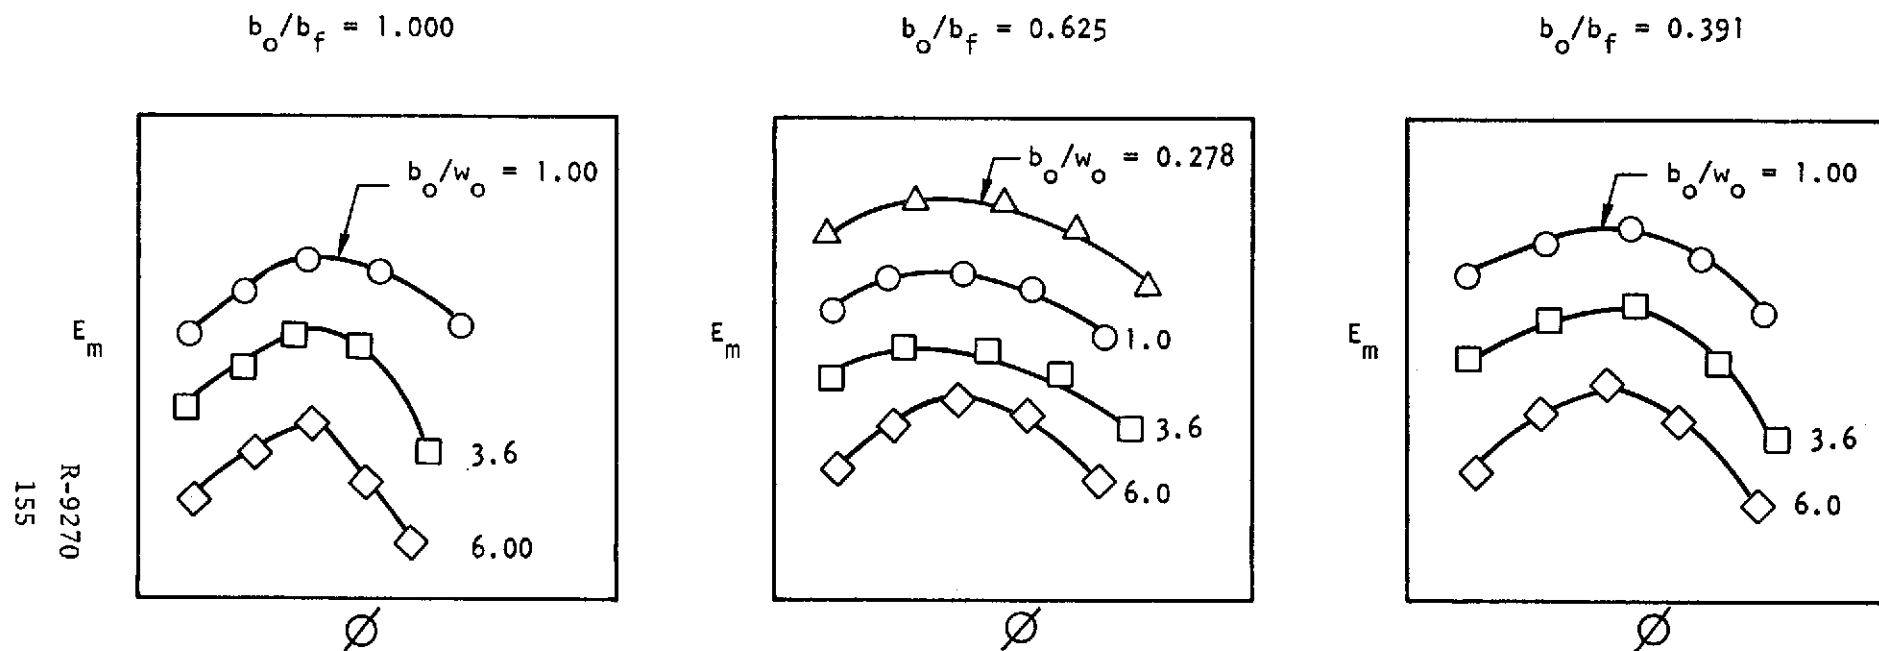 b_o/b_f = 1.000
b_o/b_f = 0.625
b_o/b_f = 0.391
b_o/w_o = 1.00
E_m
3.6
6.00
Ø
b_o/w_o = 0.278
E_m
1.0
3.6
6.0
Ø
b_o/w_o = 1.00
E_m
3.6
6.0
Ø
R-9270
155